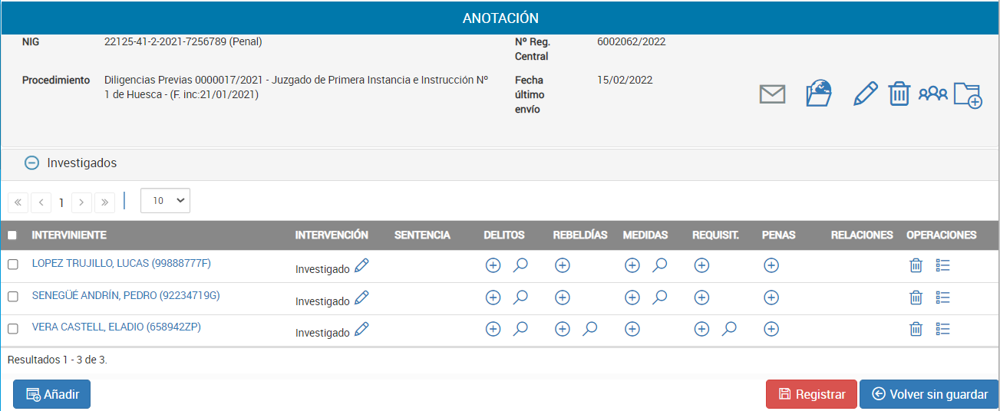 ANOTACIÓN
NIG 22125-41-2-2021-7256789 (Penal) Nº Reg. 6002062/2022
Central
Procedimiento Diligencias Previas 0000017/2021 - Juzgado de Primera Instancia e Instrucción Nº Fecha 15/02/2022
1 de Huesca - (F. inc:21/01/2021) último
envío
Investigados
« ‹ 1 › » 10
INTERVINIENTE INTERVENCIÓN SENTENCIA DELITOS REBELDÍAS MEDIDAS REQUISIT. PENAS RELACIONES OPERACIONES
LOPEZ TRUJILLO, LUCAS (99888777F) Investigado
SENEGÜÉ ANDRÍN, PEDRO (92234719G) Investigado
VERA CASTELL, ELADIO (658942ZP) Investigado
Resultados 1 - 3 de 3.
Añadir Registrar Volver sin guardar